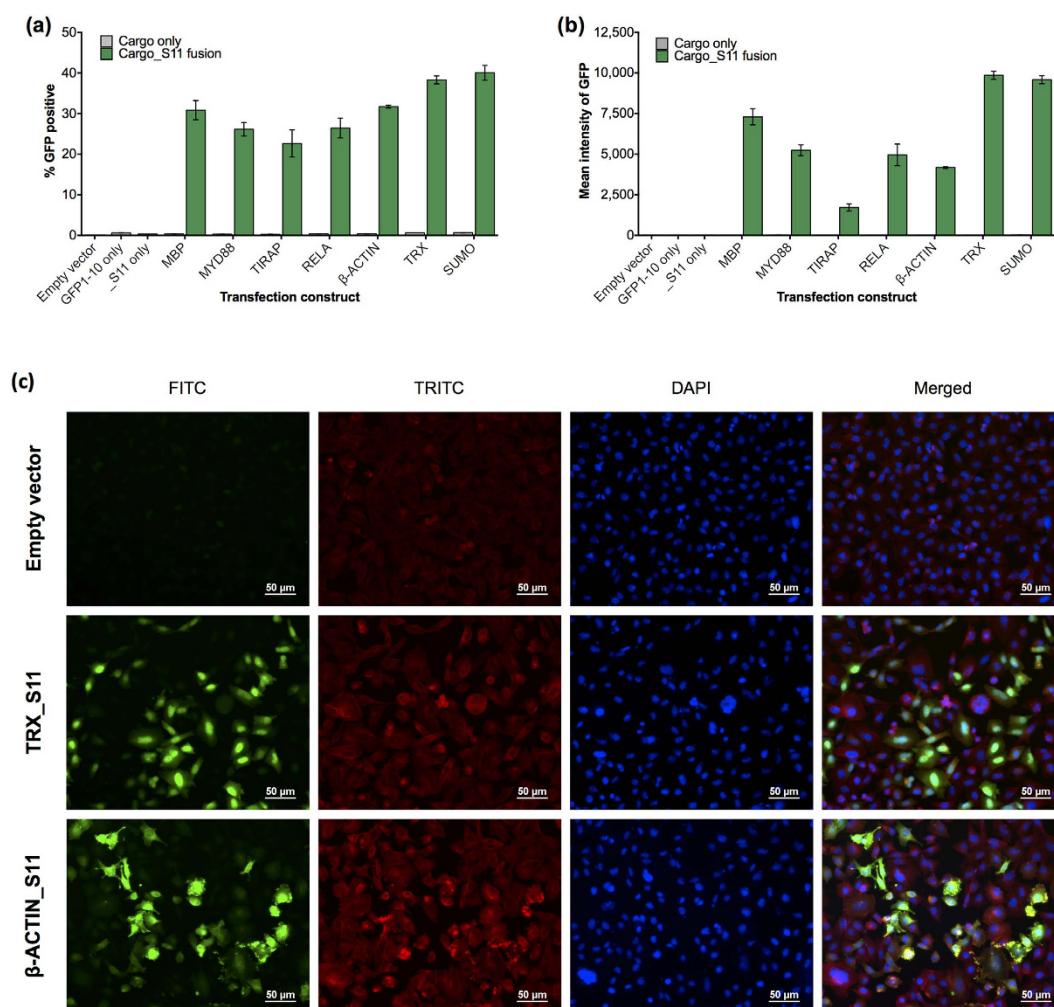 (a)
Cargo only
Cargo_S11 fusion
% GFP positive
50
40
30
20
10
0
Empty vector
GFP1-10 only
_S11 only
MBP
MYD88
TIRAP
RELA
β-ACTIN
TRX
SUMO
Transfection construct
(b)
Cargo only
Cargo_S11 fusion
Mean intensity of GFP
12,500
10,000
7,500
5,000
2,500
0
Empty vector
GFP1-10 only
_S11 only
MBP
MYD88
TIRAP
RELA
β-ACTIN
TRX
SUMO
Transfection construct
(c)
FITC
TRITC
DAPI
Merged
Empty vector
50 µm
50 µm
50 µm
50 µm
TRX_S11
50 µm
50 µm
50 µm
50 µm
β-ACTIN_S11
50 µm
50 µm
50 µm
50 µm